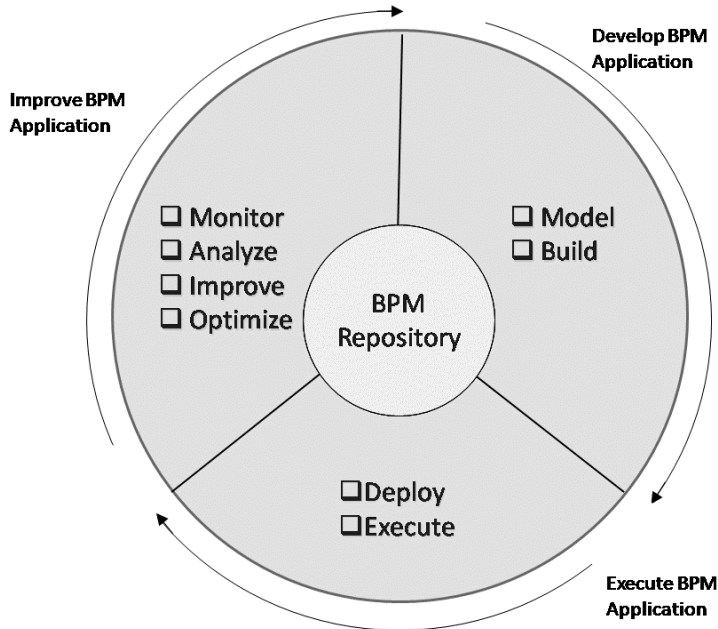 Develop BPM
Application
Improve BPM
Application
❑ Monitor
❑ Analyze
❑ Improve
❑ Optimize
❑ Model
❑ Build
BPM
Repository
❑Deploy
❑Execute
Execute BPM
Application